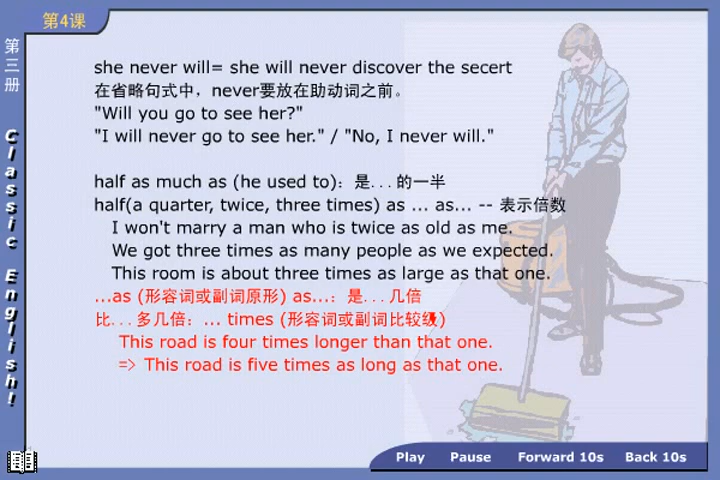 第4课
第三册
Classic English!
she never will= she will never discover the secert
在省略句式中，never要放在助动词之前。
"Will you go to see her?"
"I will never go to see her." / "No, I never will."
half as much as (he used to)：是...的一半
half(a quarter, twice, three times) as ... as... -- 表示倍数
I won't marry a man who is twice as old as me.
We got three times as many people as we expected.
This room is about three times as large as that one.
...as (形容词或副词原形) as...：是...几倍
比...多几倍：... times (形容词或副词比较级)
This road is four times longer than that one.
=> This road is five times as long as that one.
Play Pause Forward 10s Back 10s